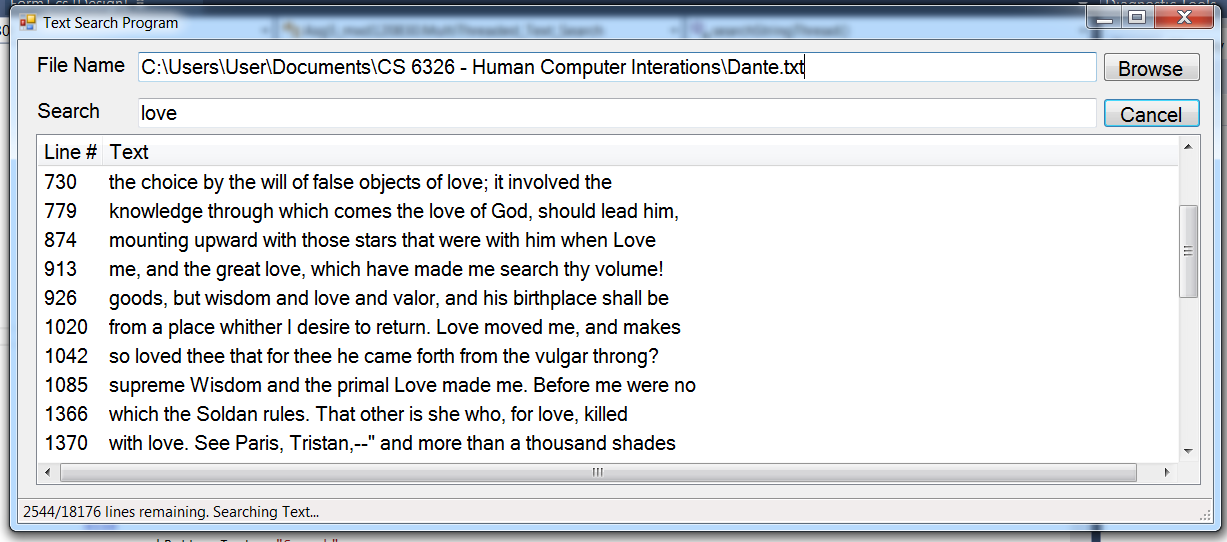 Text Search Program
File Name C:\Users\User\Documents\CS 6326 - Human Computer Interations\Dante.txt Browse
Search love Cancel
Line # Text
730 the choice by the will of false objects of love; it involved the
779 knowledge through which comes the love of God, should lead him,
874 mounting upward with those stars that were with him when Love
913 me, and the great love, which have made me search thy volume!
926 goods, but wisdom and love and valor, and his birthplace shall be
1020 from a place whither I desire to return. Love moved me, and makes
1042 so loved thee that for thee he came forth from the vulgar throng?
1085 supreme Wisdom and the primal Love made me. Before me were no
1366 which the Soldan rules. That other is she who, for love, killed
1370 with love. See Paris, Tristan,--" and more than a thousand shades
2544/18176 lines remaining. Searching Text...